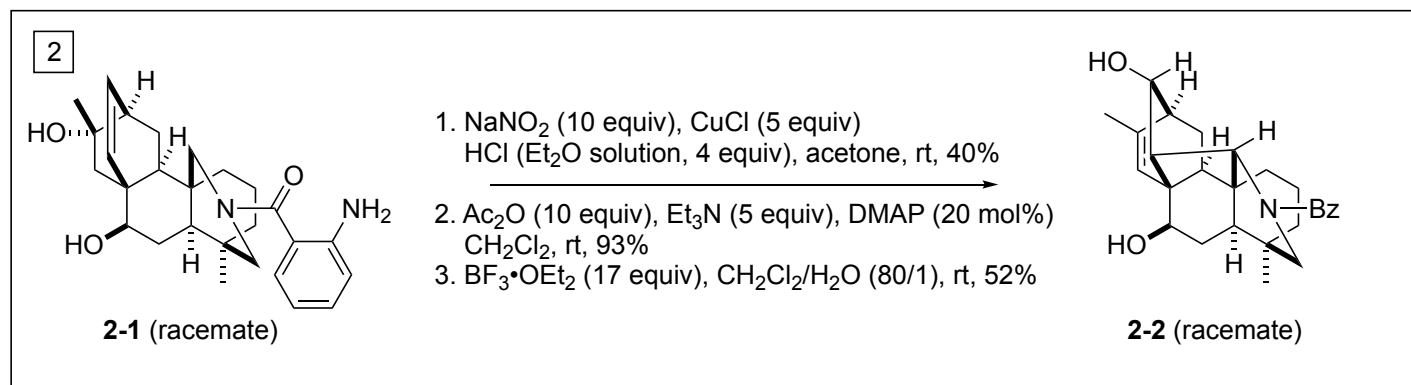 2
H
HO
H
N
O
NH₂
HO
H
2-1 (racemate)
1. NaNO₂ (10 equiv), CuCl (5 equiv)
HCl (Et₂O solution, 4 equiv), acetone, rt, 40%
2. Ac₂O (10 equiv), Et₃N (5 equiv), DMAP (20 mol%)
CH₂Cl₂, rt, 93%
3. BF₃•OEt₂ (17 equiv), CH₂Cl₂/H₂O (80/1), rt, 52%
HO
H
H
H
H
N
Bz
HO
H
2-2 (racemate)